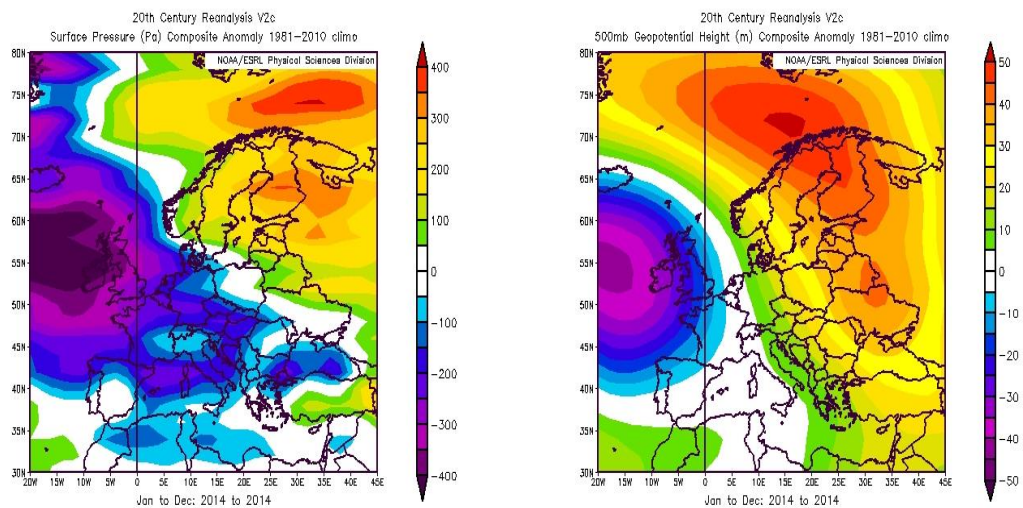 20th Century Reanalysis V2c
Surface Pressure (Pa) Composite Anomaly 1981-2010 climo
NOAA/ESRL Physical Sciences Division
80N
75N
70N
65N
60N
55N
50N
45N
40N
35N
30N
20W 15W 10W 5W 0 5E 10E 15E 20E 25E 30E 35E 40E 45E
Jan to Dec: 2014 to 2014
400
300
200
100
0
-100
-200
-300
-400
20th Century Reanalysis V2c
500mb Geopotential Height (m) Composite Anomaly 1981-2010 climo
NOAA/ESRL Physical Sciences Division
80N
75N
70N
65N
60N
55N
50N
45N
40N
35N
30N
20W 15W 10W 5W 0 5E 10E 15E 20E 25E 30E 35E 40E 45E
Jan to Dec: 2014 to 2014
50
40
30
20
10
0
-10
-20
-30
-40
-50